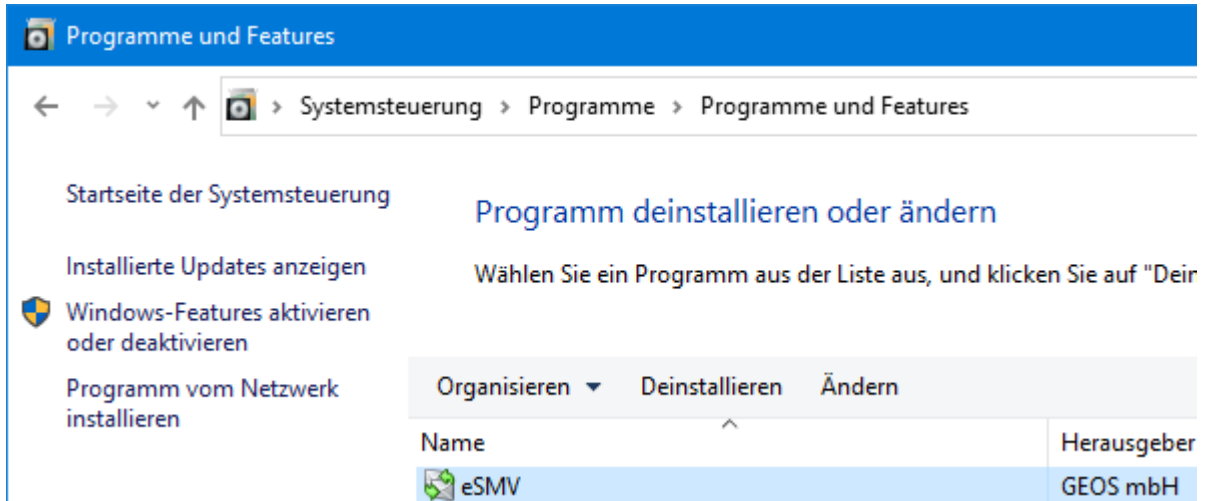 Programme und Features
Systemsteuerung > Programme > Programme und Features
Startseite der Systemsteuerung
Installierte Updates anzeigen
Windows-Features aktivieren
oder deaktivieren
Programm vom Netzwerk
installieren
Programm deinstallieren oder ändern
Wählen Sie ein Programm aus der Liste aus, und klicken Sie auf "Dein
Organisieren Deinstallieren Ändern
Name Herausgeber
eSMV GEOS mbH